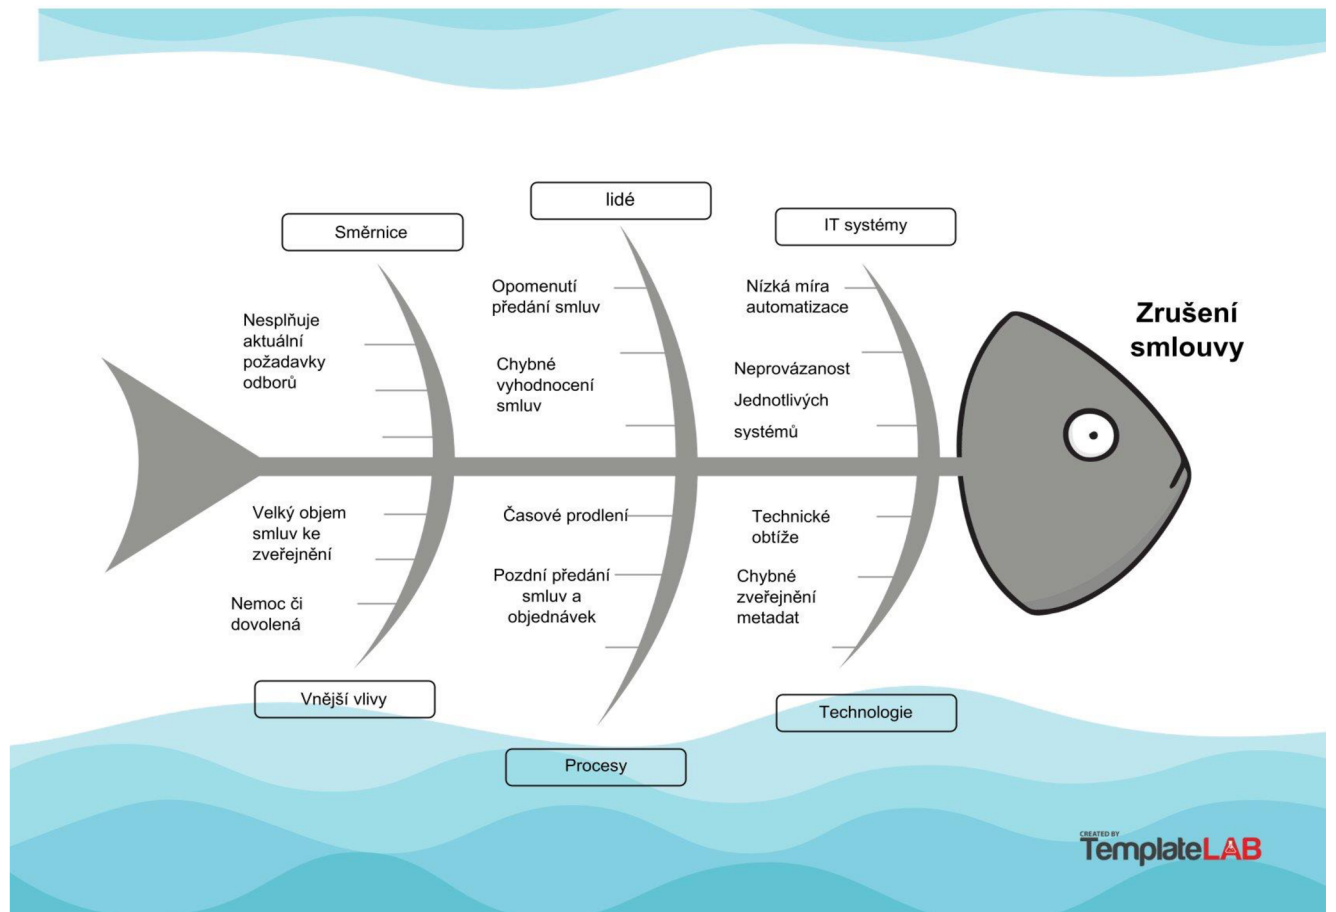 lidé
Směrnice
IT systémy
Opomenutí
předání smluv
Nízká míra
automatizace
Zrušení
smlouvy
Nesplňuje
aktuální
požadavky
odborů
Chybné
vyhodnocení
smluv
Neprovázanost
Jednotlivých
systémů
Velký objem
smluv ke
zveřejnění
Časové prodlení
Technické
obtíže
Nemoc či
dovolená
Pozdní předání
smluv a
objednávek
Chybné
zveřejnění
metadat
Vnější vlivy
Technologie
Procesy
CREATED BY
TemplateLAB